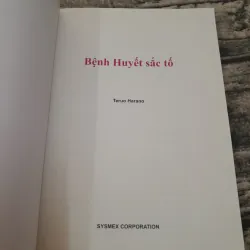 Bệnh Huyết sắc tố
Teruo Harano
SYSMEX CORPORATION